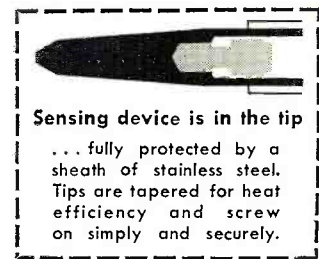 Sensing device is in the tip
... fully protected by a
sheath of stainless steel.
Tips are tapered for heat
efficiency and screw
on simply and securely.